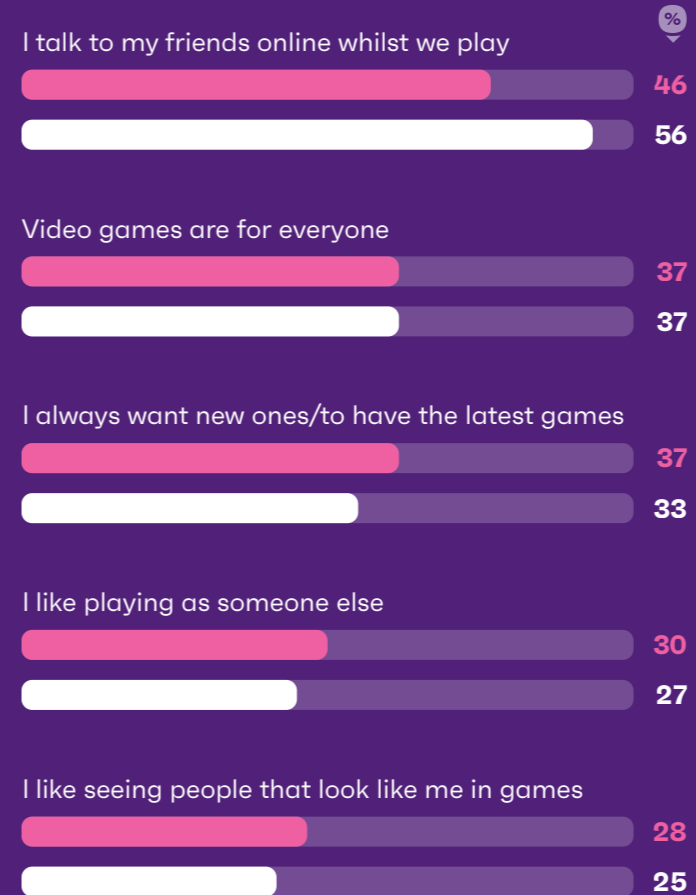 %
I talk to my friends online whilst we play
46
56
Video games are for everyone
37
37
I always want new ones/to have the latest games
37
33
I like playing as someone else
30
27
I like seeing people that look like me in games
28
25